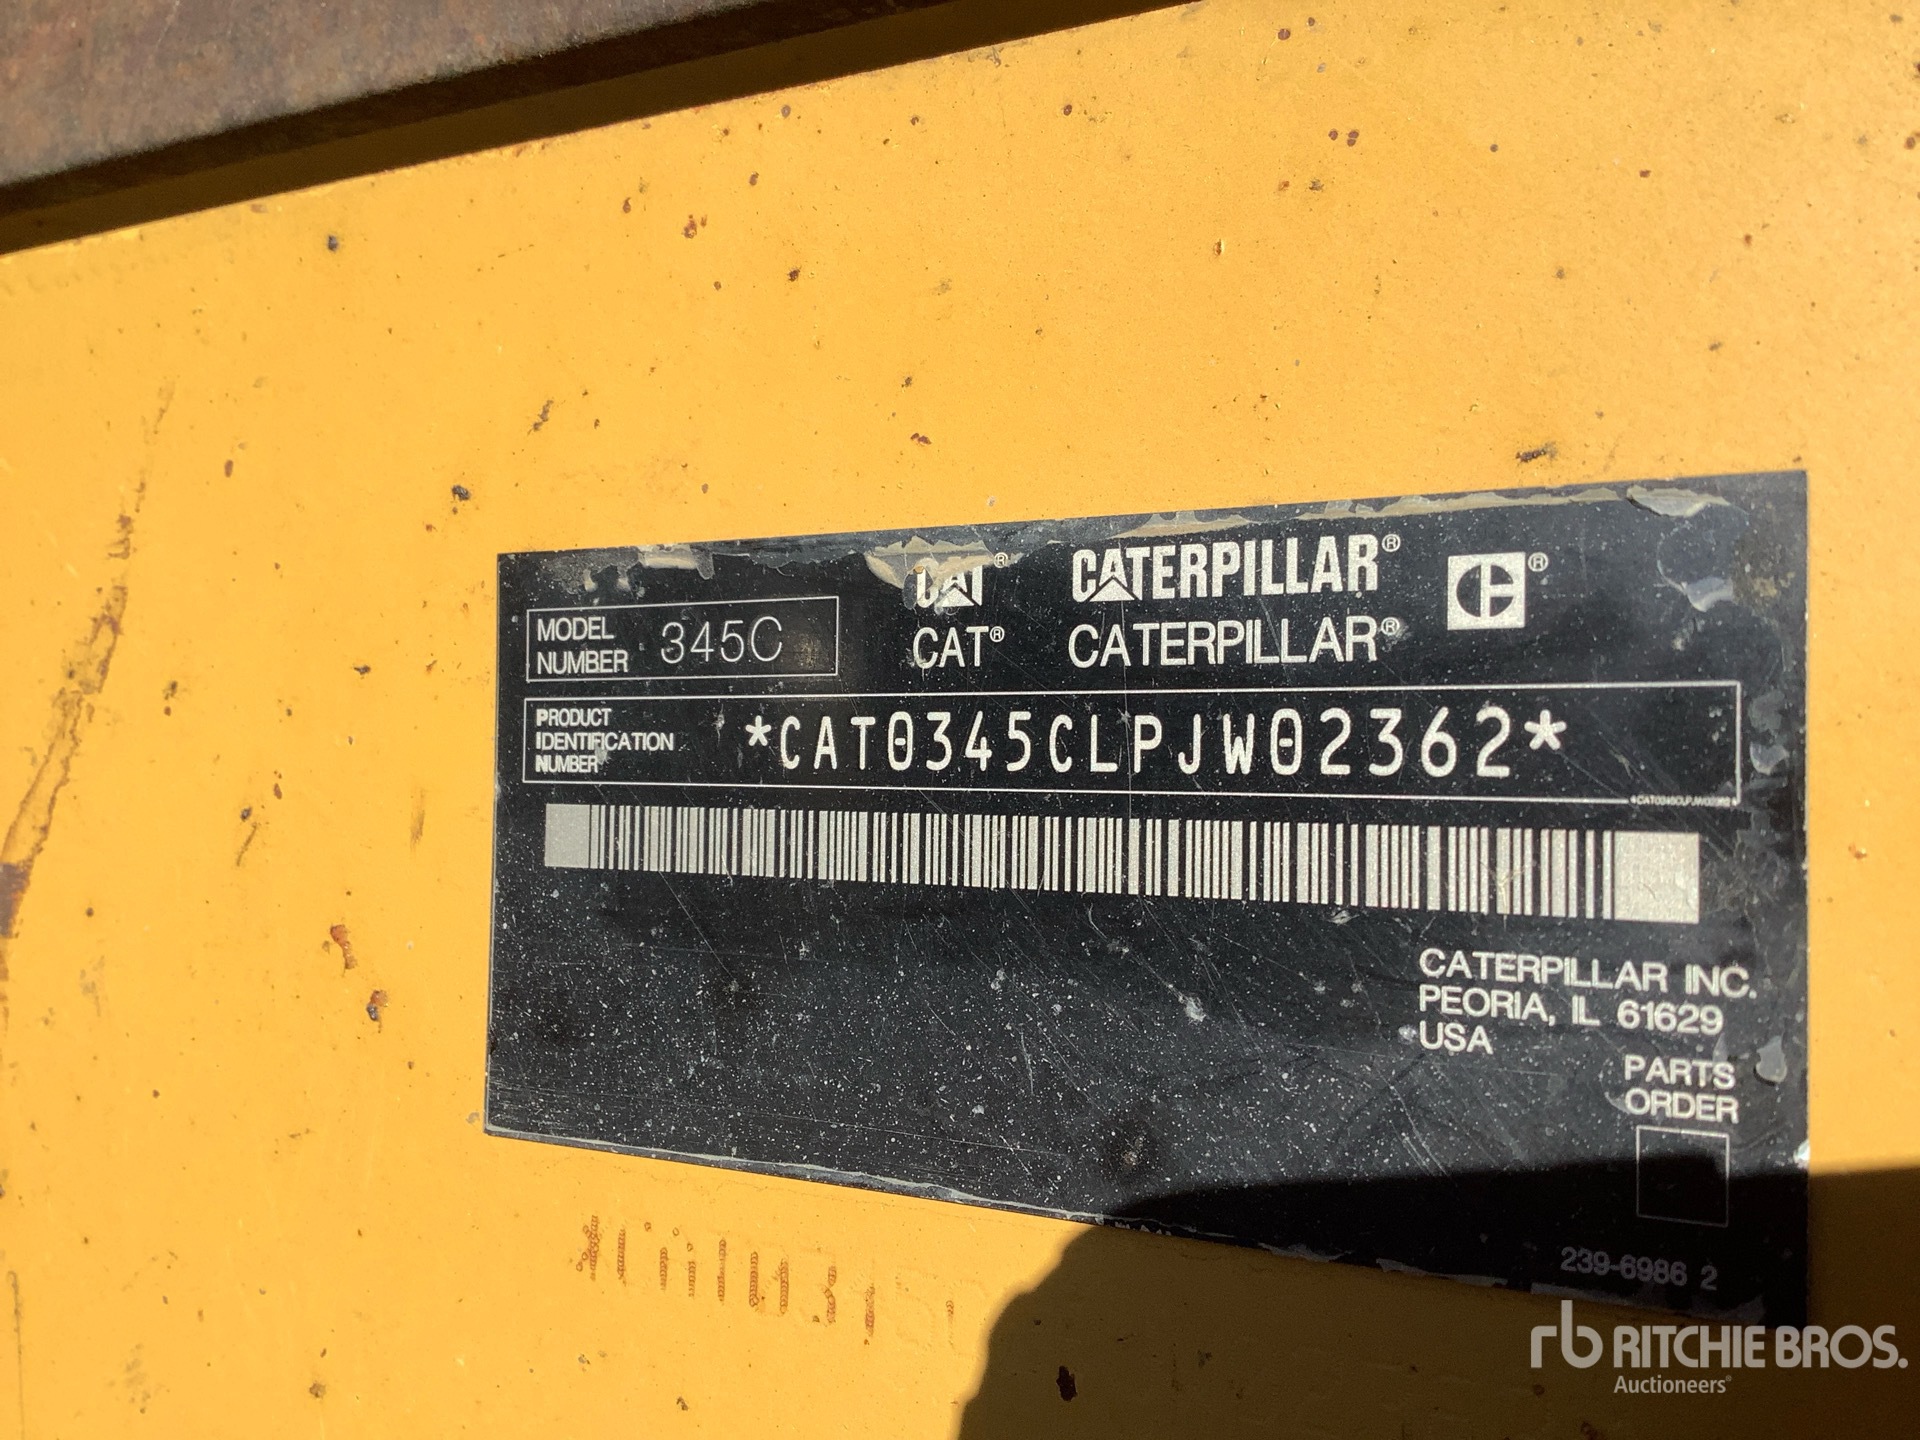 CAT® CATERPILLAR® ®
CAT® CATERPILLAR®
MODEL NUMBER 345C
PRODUCT IDENTIFICATION NUMBER *CAT0345CLPJW02362*
*CAT0345CLPJW02362*
CATERPILLAR INC.
PEORIA, IL 61629
USA
PARTS
ORDER
239-6986 2
rb RITCHIE BROS.
Auctioneers®